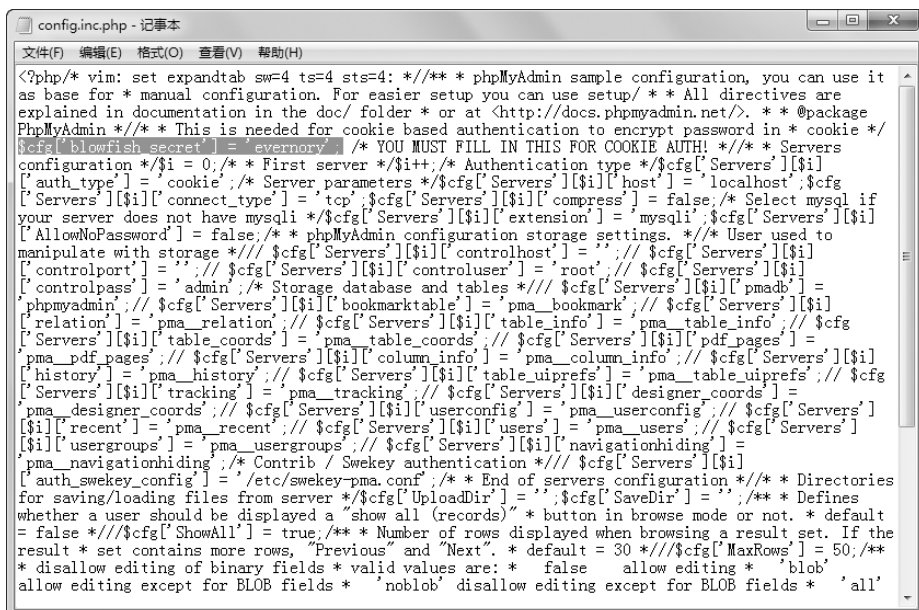 config.inc.php - 记事本
文件(F) 编辑(E) 格式(O) 查看(V) 帮助(H)
<?php/* vim: set expandtab sw=4 ts=4 sts=4: *//** * phpMyAdmin sample configuration, you can use it
as base for * manual configuration. For easier setup you can use setup/ * * All directives are
explained in documentation in the doc/ folder * or at <http://docs.phpmyadmin.net/>. * * @package
PhpMyAdmin *//* * This is needed for cookie based authentication to encrypt password in * cookie */
$cfg['blowfish_secret'] = 'evernory'; /* YOU MUST FILL IN THIS FOR COOKIE AUTH! *//* * Servers
configuration */$i = 0;/* * First server */$i++;/* Authentication type */$cfg['Servers'][$i]
['auth_type'] = 'cookie';/* Server parameters */$cfg['Servers'][$i]['host'] = 'localhost';$cfg
['Servers'][$i]['connect_type'] = 'tcp';$cfg['Servers'][$i]['compress'] = false;/* Select mysql if
your server does not have mysqli */$cfg['Servers'][$i]['extension'] = 'mysqli';$cfg['Servers'][$i]
['AllowNoPassword'] = false;/* * phpMyAdmin configuration storage settings. *//* User used to
manipulate with storage */// $cfg['Servers'][$i]['controlhost'] = '';// $cfg['Servers'][$i]
['controlport'] = '';// $cfg['Servers'][$i]['controluser'] = 'root';// $cfg['Servers'][$i]
['controlpass'] = 'admin';/* Storage database and tables */// $cfg['Servers'][$i]['pmadb'] =
'phpmyadmin';// $cfg['Servers'][$i]['bookmarktable'] = 'pma__bookmark';// $cfg['Servers'][$i]
['relation'] = 'pma__relation';// $cfg['Servers'][$i]['table_info'] = 'pma__table_info';// $cfg
['Servers'][$i]['table_coords'] = 'pma__table_coords';// $cfg['Servers'][$i]['pdf_pages'] =
'pma__pdf_pages';// $cfg['Servers'][$i]['column_info'] = 'pma__column_info';// $cfg['Servers'][$i]
['history'] = 'pma__history';// $cfg['Servers'][$i]['table_uiprefs'] = 'pma__table_uiprefs';// $cfg
['Servers'][$i]['tracking'] = 'pma__tracking';// $cfg['Servers'][$i]['designer_coords'] =
'pma__designer_coords';// $cfg['Servers'][$i]['userconfig'] = 'pma__userconfig';// $cfg['Servers']
[$i]['recent'] = 'pma__recent';// $cfg['Servers'][$i]['users'] = 'pma__users';// $cfg['Servers']
[$i]['usergroups'] = 'pma__usergroups';// $cfg['Servers'][$i]['navigationhiding'] =
'pma__navigationhiding';/* Contrib / Swekey authentication */// $cfg['Servers'][$i]
['auth_swekey_config'] = '/etc/swekey-pma.conf';/* * End of servers configuration *//* * Directories
for saving/loading files from server */$cfg['UploadDir'] = '';$cfg['SaveDir'] = '';/** * Defines
whether a user should be displayed a "show all (records)" * button in browse mode or not. * default
= false *///$cfg['ShowAll'] = true;/** * Number of rows displayed when browsing a result set. If the
result * set contains more rows, "Previous" and "Next". * default = 30 *///$cfg['MaxRows'] = 50;/**
* disallow editing of binary fields * valid values are: *   false    allow editing *   'blob'
allow editing except for BLOB fields *   'noblob' disallow editing except for BLOB fields *   'all'